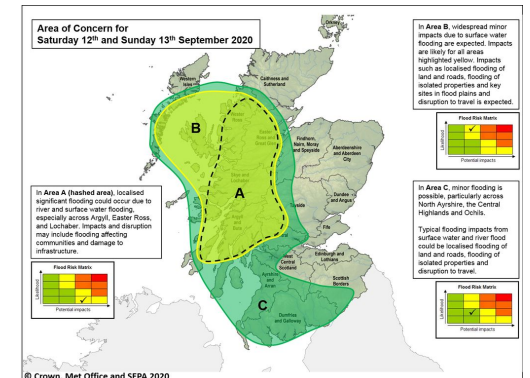 Area of Concern for
Saturday 12th and Sunday 13th September 2020
In Area B, widespread minor
impacts due to surface water
flooding are expected. Impacts
are likely for all areas
highlighted yellow. Impacts
such as localised flooding of
land and roads, flooding of
isolated properties and key
sites in flood plains and
disruption to travel is expected.
Flood Risk Matrix
Likelihood
Potential impacts
In Area C, minor flooding is
possible, particularly across
North Ayrshire, the Central
Highlands and Ochils.
Typical flooding impacts from
surface water and river flood
could be localised flooding of
land and roads, flooding of
isolated properties and
disruption to travel.
Flood Risk Matrix
Likelihood
Potential impacts
In Area A (hashed area), localised
significant flooding could occur due to
river and surface water flooding,
especially across Argyll, Easter Ross,
and Lochaber. Impacts and disruption
may include flooding affecting
communities and damage to
infrastructure.
Flood Risk Matrix
Likelihood
Potential impacts
Orkney
Western
Isles
Caithness and
Sutherland
B
Findhorn,
Nairn, Moray
and Speyside
Aberdeenshire
and Aberdeen
City
A
Dundee
and Angus
Tayside
Fife
Argyll
and
Bute
West
Central
Scotland
Edinburgh and
Lothians
Ayrshire
and
Arran
Scottish
Borders
C
Dumfries
and Galloway
© Crown, Met Office and SEPA 2020